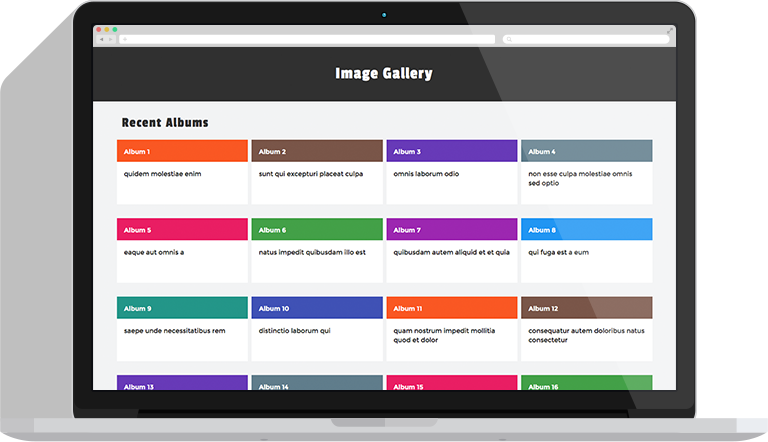 Image Gallery
Recent Albums
Album 1
Album 2
Album 3
Album 4
quidem molestiae enim
sunt qui excepturi placeat culpa
omnis laborum odio
non esse culpa molestiae omnis
sed optio
Album 5
Album 6
Album 7
Album 8
eaque aut omnis a
natus impedit quibusdam illo est
quibusdam autem aliquid et et quia
qui fuga est a eum
Album 9
Album 10
Album 11
Album 12
saepe unde necessitatibus rem
distinctio laborum qui
quam nostrum impedit mollitia
quod et dolor
consequatur autem doloribus natus
consectetur
Album 13
Album 14
Album 15
Album 16